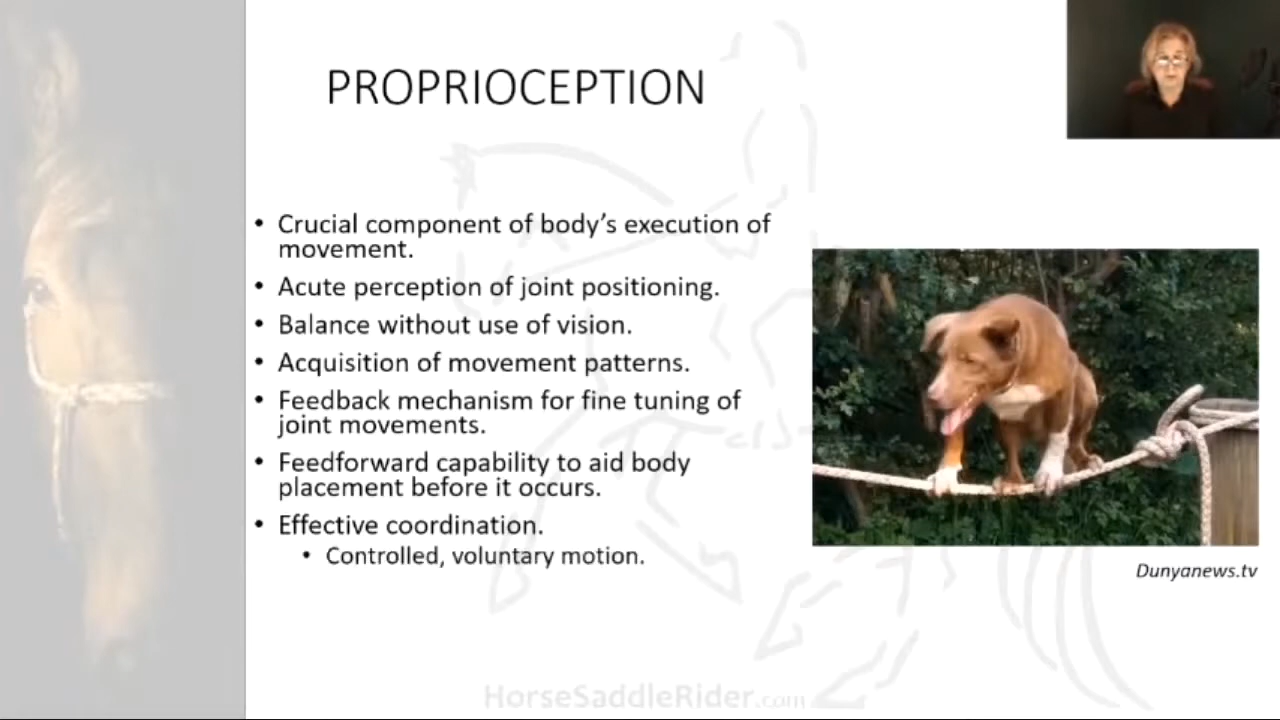 PROPRIOCEPTION
• Crucial component of body’s execution of
movement.
• Acute perception of joint positioning.
• Balance without use of vision.
• Acquisition of movement patterns.
• Feedback mechanism for fine tuning of
joint movements.
• Feedforward capability to aid body
placement before it occurs.
• Effective coordination.
• Controlled, voluntary motion.
Dunyanews.tv
HorseSaddleRider.com